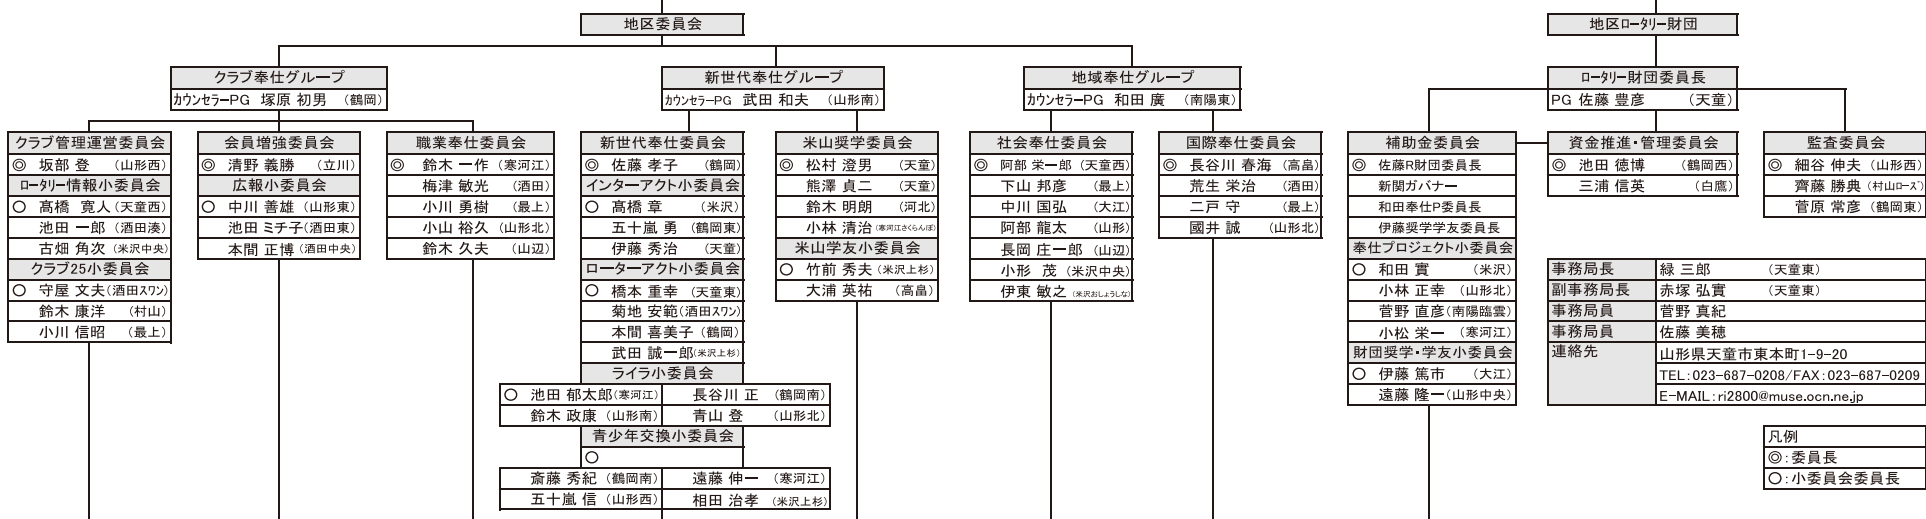 地区委員会
クラブ奉仕グループ
カウンセラーPG 塚原 初男 (鶴岡)
クラブ管理運営委員会
◎ 坂部 登 (山形西)
ロータリー情報小委員会
○ 髙橋 寛人 (天童西)
池田 一郎 (酒田湊)
古畑 角次 (米沢中央)
クラブ25小委員会
○ 守屋 文夫 (酒田スワン)
鈴木 康洋 (村山)
小川 信昭 (最上)
会員増強委員会
◎ 清野 義勝 (立川)
広報小委員会
○ 中川 善雄 (山形東)
池田 ミチ子 (酒田東)
本間 正博 (酒田中央)
職業奉仕委員会
◎ 鈴木 一作 (寒河江)
梅津 敏光 (酒田)
小川 勇樹 (最上)
小山 裕久 (山形北)
鈴木 久夫 (山辺)
新世代奉仕グループ
カウンセラーPG 武田 和夫 (山形南)
新世代奉仕委員会
◎ 佐藤 孝子 (鶴岡)
インターアクト小委員会
○ 髙橋 章 (米沢)
五十嵐 勇 (鶴岡東)
伊藤 秀治 (天童)
ローターアクト小委員会
○ 橋本 重幸 (天童東)
菊地 安範 (酒田スワン)
本間 喜美子 (鶴岡)
武田 誠一郎 (米沢上杉)
ライラ小委員会
○ 池田 郁太郎 (寒河江) 長谷川 正 (鶴岡南)
鈴木 政康 (山形南) 青山 登 (山形北)
青少年交換小委員会
○
斎藤 秀紀 (鶴岡南) 遠藤 伸一 (寒河江)
五十嵐 信 (山形西) 相田 治孝 (米沢上杉)
米山奨学委員会
◎ 松村 澄男 (天童)
熊澤 貞二 (天童)
鈴木 明朗 (河北)
小林 清治 (寒河江さくらんぼ)
米山学友小委員会
○ 竹前 秀夫 (米沢上杉)
大浦 英祐 (高畠)
地域奉仕グループ
カウンセラーPG 和田 廣 (南陽東)
社会奉仕委員会
◎ 阿部 栄一郎 (天童西)
下山 邦彦 (最上)
中川 国弘 (大江)
阿部 龍太 (山形)
長岡 庄一郎 (山辺)
小形 茂 (米沢中央)
伊東 敏之 (米沢おしょうしな)
国際奉仕委員会
◎ 長谷川 春海 (高畠)
荒生 栄治 (酒田)
二戸 守 (最上)
國井 誠 (山形北)
地区ロータリー財団
ロータリー財団委員長
PG 佐藤 豊彦 (天童)
補助金委員会
◎ 佐藤R財団委員長
新関ガバナー
和田奉仕P委員長
伊藤奨学学友委員長
奉仕プロジェクト小委員会
○ 和田 實 (米沢)
小林 正幸 (山形北)
菅野 直彦 (南陽臨雲)
小松 栄一 (寒河江)
財団奨学・学友小委員会
○ 伊藤 篤市 (大江)
遠藤 隆一 (山形中央)
資金推進・管理委員会
◎ 池田 徳博 (鶴岡西)
三浦 信英 (白鷹)
監査委員会
◎ 細谷 伸夫 (山形西)
齊藤 勝典 (村山ローズ)
菅原 常彦 (鶴岡東)
事務局長 緑 三郎 (天童東)
副事務局長 赤塚 弘實 (天童東)
事務局員 菅野 真紀
事務局員 佐藤 美穂
連絡先 山形県天童市東本町1-9-20
TEL:023-687-0208/FAX:023-687-0209
E-MAIL:ri2800@muse.ocn.ne.jp
凡例
◎:委員長
○:小委員会委員長